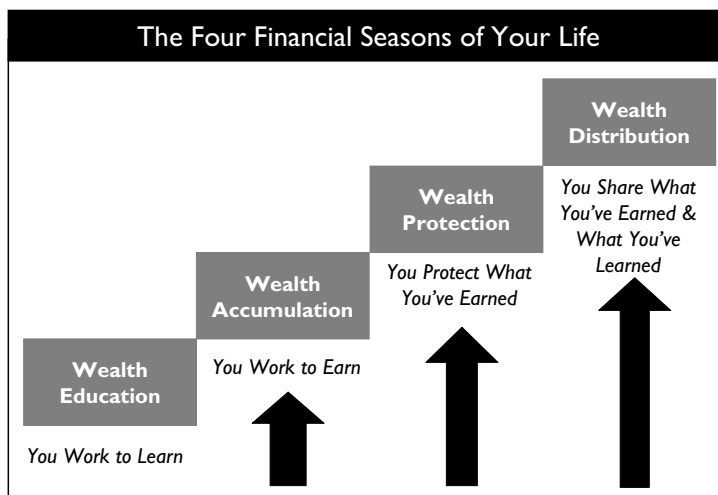 The Four Financial Seasons of Your Life
Wealth
Education
You Work to Learn
Wealth
Accumulation
You Work to Earn
Wealth
Protection
You Protect What
You've Earned
Wealth
Distribution
You Share What
You've Earned &
What You've
Learned